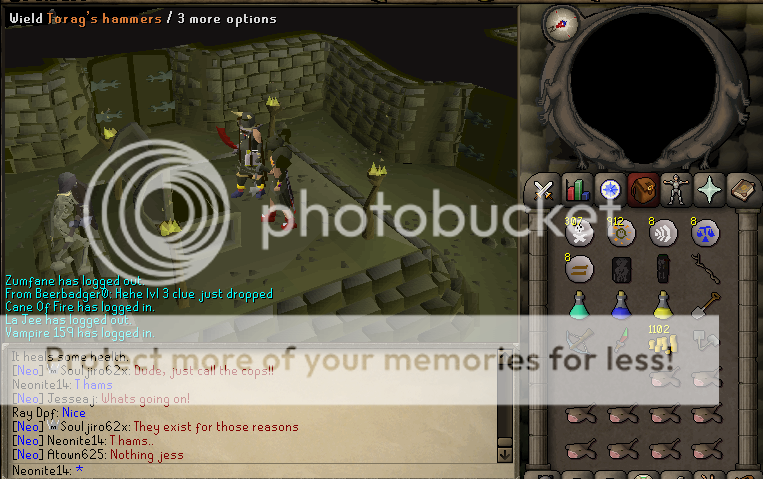 Wield Torag's hammers / 3 more options
307
912
8
8
8
1102
photobucket
Zumfane has logged out.
From Beerbadger0: Hehe lvl 3 clue just dropped
Cane Of Fire has logged in.
La Jee has logged out.
Vampire 159 has logged in.
Protect more of your memories for less!
It heals some health.
[Neo] Souljiro62x: Dude, just call the cops!!
Neonite14: Thams
[Neo] Jesseaj: Whats going on!
Ray Dpf: Nice
[Neo] Souljiro62x: They exist for those reasons
[Neo] Neonite14: Thams..
[Neo] Atown625: Nothing jess
Neonite14: *